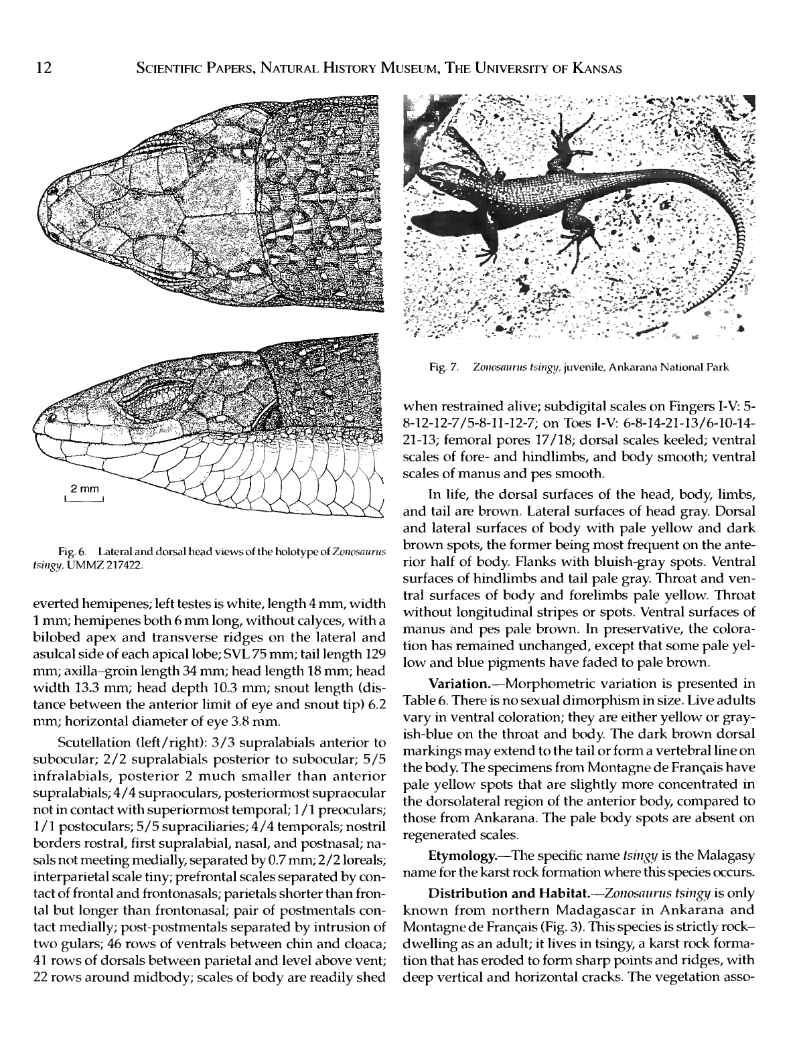 12
SCIENTIFIC PAPERS, NATURAL HISTORY MUSEUM, THE UNIVERSITY OF KANSAS
2 mm
Fig. 6. Lateral and dorsal head views of the holotype of Zonosaurus
tsingy, UMMZ 217422.
everted hemipenes; left testes is white, length 4 mm, width
1 mm; hemipenes both 6 mm long, without calyces, with a
bilobed apex and transverse ridges on the lateral and
asulcal side of each apical lobe; SVL 75 mm; tail length 129
mm; axilla–groin length 34 mm; head length 18 mm; head
width 13.3 mm; head depth 10.3 mm; snout length (dis-
tance between the anterior limit of eye and snout tip) 6.2
mm; horizontal diameter of eye 3.8 mm.
Scutellation (left/right): 3/3 supralabials anterior to
subocular; 2/2 supralabials posterior to subocular; 5/5
infralabials, posterior 2 much smaller than anterior
supralabials; 4/4 supraoculars, posteriormost supraocular
not in contact with superiormost temporal; 1/1 preoculars;
1/1 postoculars; 5/5 supraciliaries; 4/4 temporals; nostril
borders rostral, first supralabial, nasal, and postnasal; na-
sals not meeting medially, separated by 0.7 mm; 2/2 loreals;
interparietal scale tiny; prefrontal scales separated by con-
tact of frontal and frontonasals; parietals shorter than fron-
tal but longer than frontonasal; pair of postmentals con-
tact medially; post-postmentals separated by intrusion of
two gulars; 46 rows of ventrals between chin and cloaca;
41 rows of dorsals between parietal and level above vent;
22 rows around midbody; scales of body are readily shed
Fig. 7. Zonosaurus tsingy, juvenile, Ankarana National Park
when restrained alive; subdigital scales on Fingers I-V: 5-
8-12-12-7/5-8-11-12-7; on Toes I-V: 6-8-14-21-13/6-10-14-
21-13; femoral pores 17/18; dorsal scales keeled; ventral
scales of fore- and hindlimbs, and body smooth; ventral
scales of manus and pes smooth.
In life, the dorsal surfaces of the head, body, limbs,
and tail are brown. Lateral surfaces of head gray. Dorsal
and lateral surfaces of body with pale yellow and dark
brown spots, the former being most frequent on the ante-
rior half of body. Flanks with bluish-gray spots. Ventral
surfaces of hindlimbs and tail pale gray. Throat and ven-
tral surfaces of body and forelimbs pale yellow. Throat
without longitudinal stripes or spots. Ventral surfaces of
manus and pes pale brown. In preservative, the colora-
tion has remained unchanged, except that some pale yel-
low and blue pigments have faded to pale brown.
Variation.—Morphometric variation is presented in
Table 6. There is no sexual dimorphism in size. Live adults
vary in ventral coloration; they are either yellow or gray-
ish-blue on the throat and body. The dark brown dorsal
markings may extend to the tail or form a vertebral line on
the body. The specimens from Montagne de Français have
pale yellow spots that are slightly more concentrated in
the dorsolateral region of the anterior body, compared to
those from Ankarana. The pale body spots are absent on
regenerated scales.
Etymology.—The specific name tsingy is the Malagasy
name for the karst rock formation where this species occurs.
Distribution and Habitat.—Zonosaurus tsingy is only
known from northern Madagascar in Ankarana and
Montagne de Français (Fig. 3). This species is strictly rock–
dwelling as an adult; it lives in tsingy, a karst rock forma-
tion that has eroded to form sharp points and ridges, with
deep vertical and horizontal cracks. The vegetation asso-